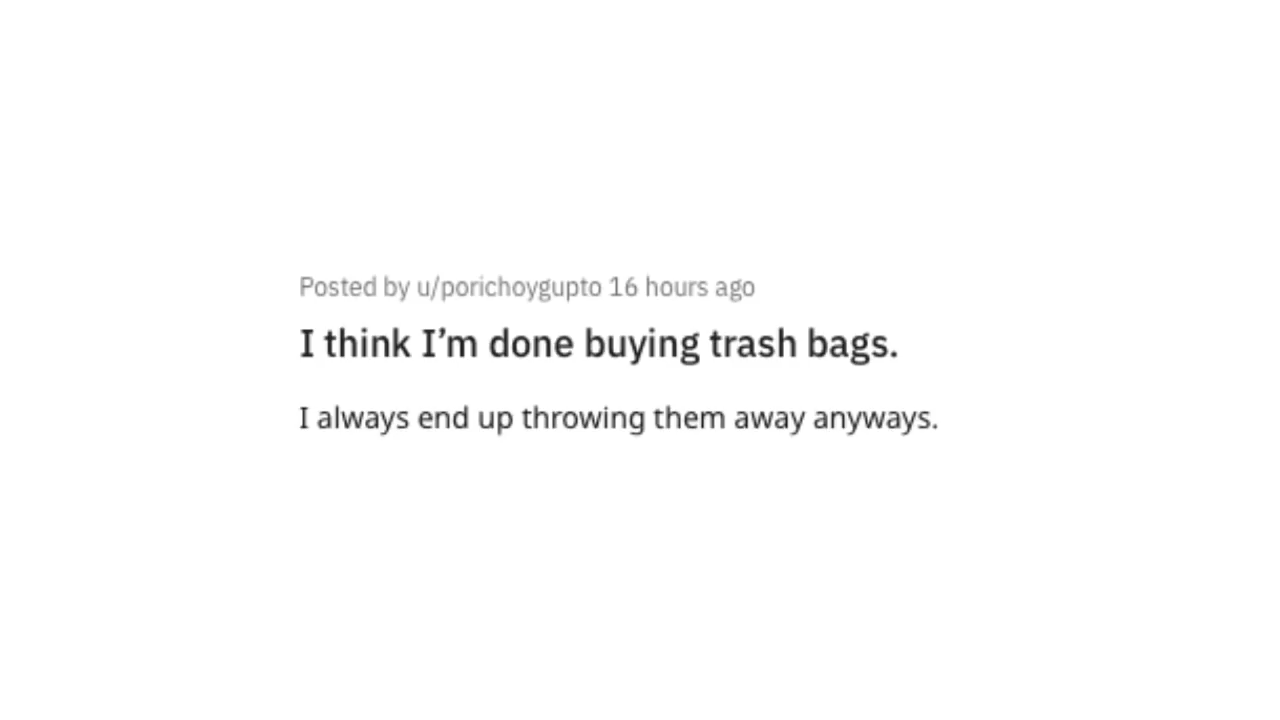 Posted by u/porichoygupto 16 hours ago
I think I’m done buying trash bags.
I always end up throwing them away anyways.